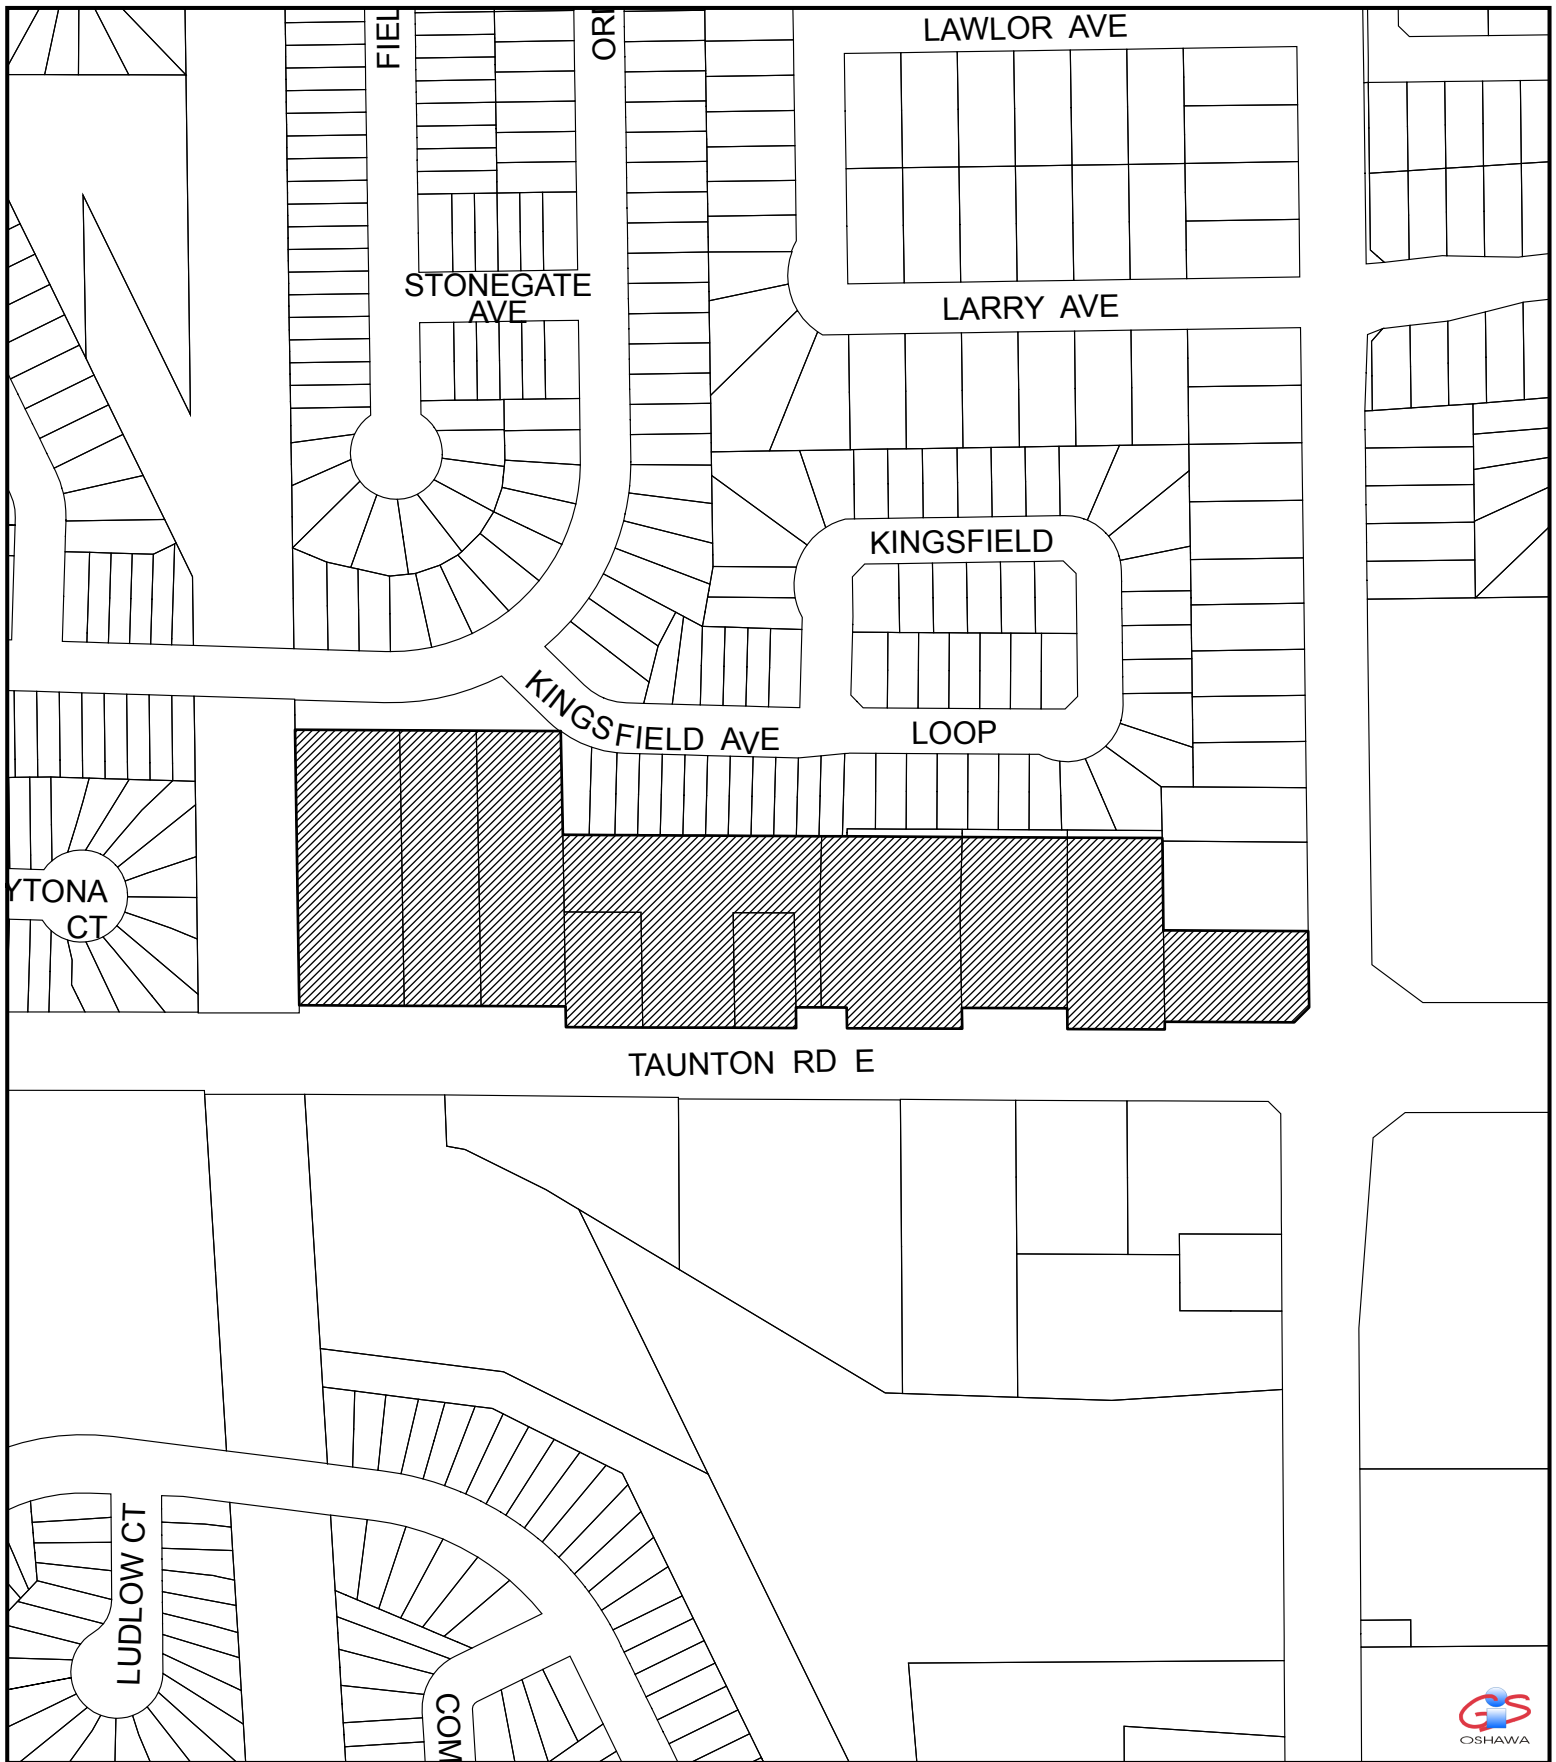 FIEL
ORI
LAWLOR AVE
STONEGATE
AVE
LARRY AVE
KINGSFIELD
KINGSFIELD AVE
LOOP
YTONA
CT
TAUNTON RD E
LUDLOW CT
COM
GiS
OSHAWA